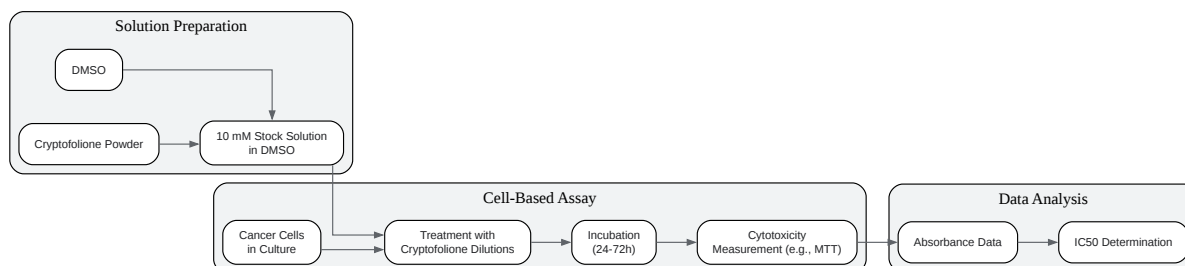 Solution Preparation
DMSO
Cryptofolione Powder
10 mM Stock Solution
in DMSO
Cell-Based Assay
Cancer Cells
in Culture
Treatment with
Cryptofolione Dilutions
Incubation
(24-72h)
Cytotoxicity
Measurement (e.g., MTT)
Data Analysis
Absorbance Data
IC50 Determination